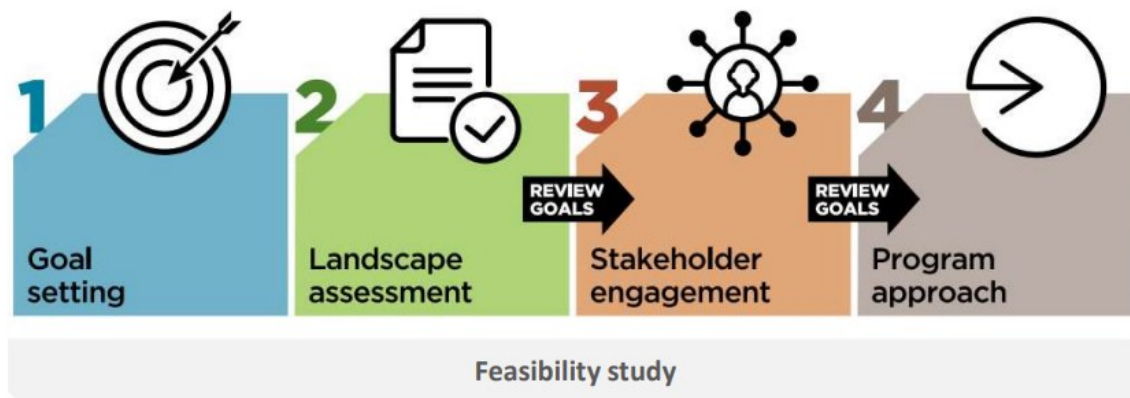 1
Goal
setting
2
Landscape
assessment
REVIEW
GOALS
3
Stakeholder
engagement
REVIEW
GOALS
4
Program
approach
Feasibility study